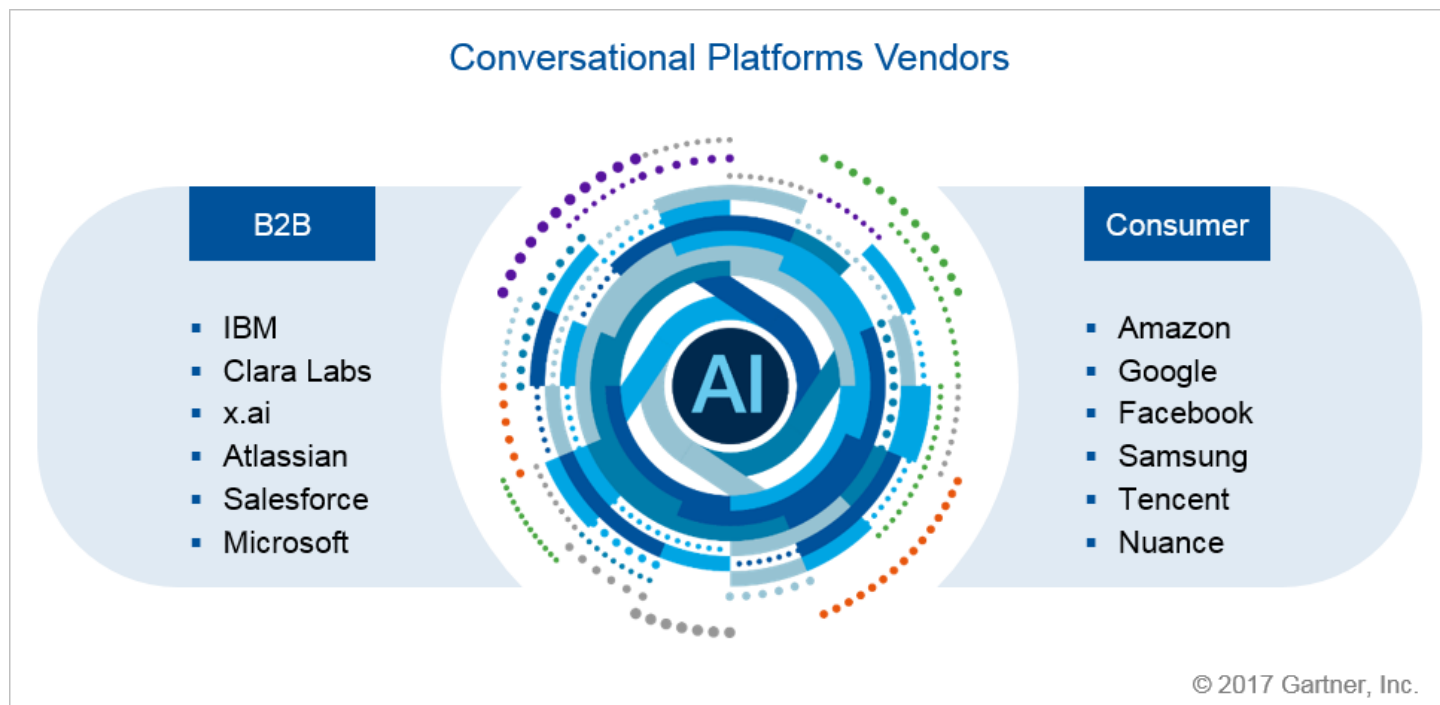 Conversational Platforms Vendors
B2B
▪ IBM
▪ Clara Labs
▪ x.ai
▪ Atlassian
▪ Salesforce
▪ Microsoft
AI
Consumer
▪ Amazon
▪ Google
▪ Facebook
▪ Samsung
▪ Tencent
▪ Nuance
© 2017 Gartner, Inc.